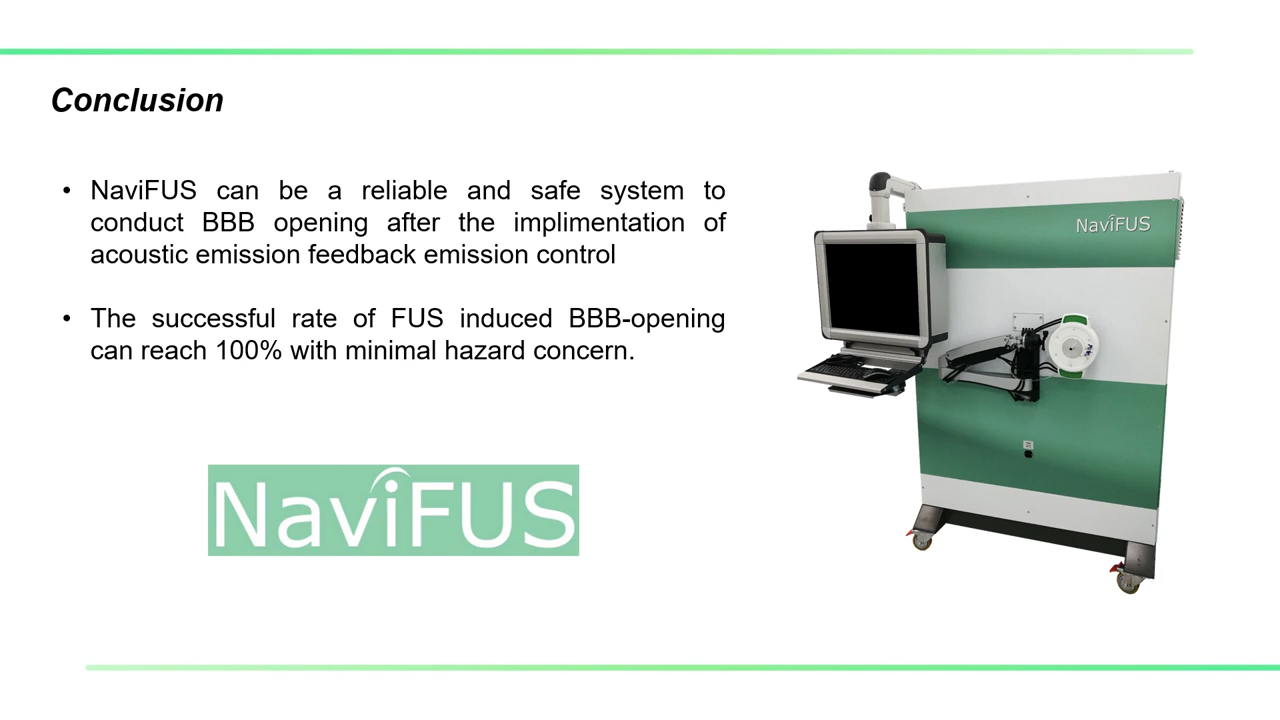 Conclusion
• NaviFUS can be a reliable and safe system to
conduct BBB opening after the implimentation of
acoustic emission feedback emission control
• The successful rate of FUS induced BBB-opening
can reach 100% with minimal hazard concern.
NaviFUS
NaviFUS